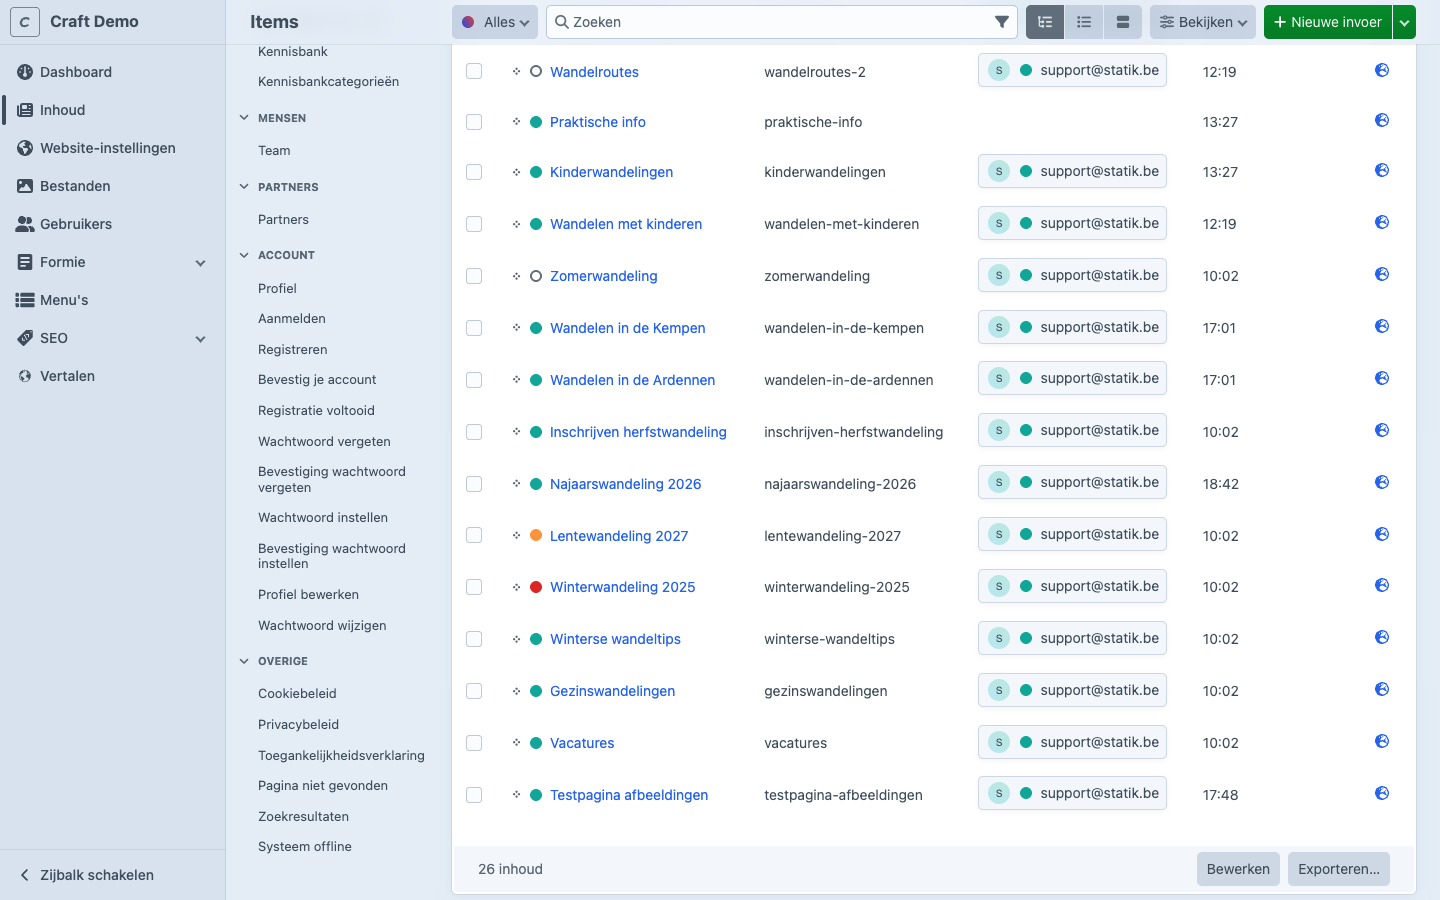 C Craft Demo
Dashboard
Inhoud
Website-instellingen
Bestanden
Gebruikers
Formie
Menu's
SEO
Vertalen
Zijbalk schakelen
Items
Kennisbank
Kennisbankcategorieën
MENSEN
Team
PARTNERS
Partners
ACCOUNT
Profiel
Aanmelden
Registreren
Bevestig je account
Registratie voltooid
Wachtwoord vergeten
Bevestiging wachtwoord
vergeten
Wachtwoord instellen
Bevestiging wachtwoord
instellen
Profiel bewerken
Wachtwoord wijzigen
OVERIGE
Cookiebeleid
Privacybeleid
Toegankelijkheidsverklaring
Pagina niet gevonden
Zoekresultaten
Systeem offline
Alles Zoeken Bekijken Nieuwe invoer
Wandelroutes wandelroutes-2 S support@statik.be 12:19
Praktische info praktische-info 13:27
Kinderwandelingen kinderwandelingen S support@statik.be 13:27
Wandelen met kinderen wandelen-met-kinderen S support@statik.be 12:19
Zomerwandeling zomerwandeling S support@statik.be 10:02
Wandelen in de Kempen wandelen-in-de-kempen S support@statik.be 17:01
Wandelen in de Ardennen wandelen-in-de-ardennen S support@statik.be 17:01
Inschrijven herfstwandeling inschrijven-herfstwandeling S support@statik.be 10:02
Najaarswandeling 2026 najaarswandeling-2026 S support@statik.be 18:42
Lentewandeling 2027 lentewandeling-2027 S support@statik.be 10:02
Winterwandeling 2025 winterwandeling-2025 S support@statik.be 10:02
Winterse wandeltips winterse-wandeltips S support@statik.be 10:02
Gezinswandelingen gezinswandelingen S support@statik.be 10:02
Vacatures vacatures S support@statik.be 10:02
Testpagina afbeeldingen testpagina-afbeeldingen S support@statik.be 17:48
26 inhoud Bewerken Exporteren...